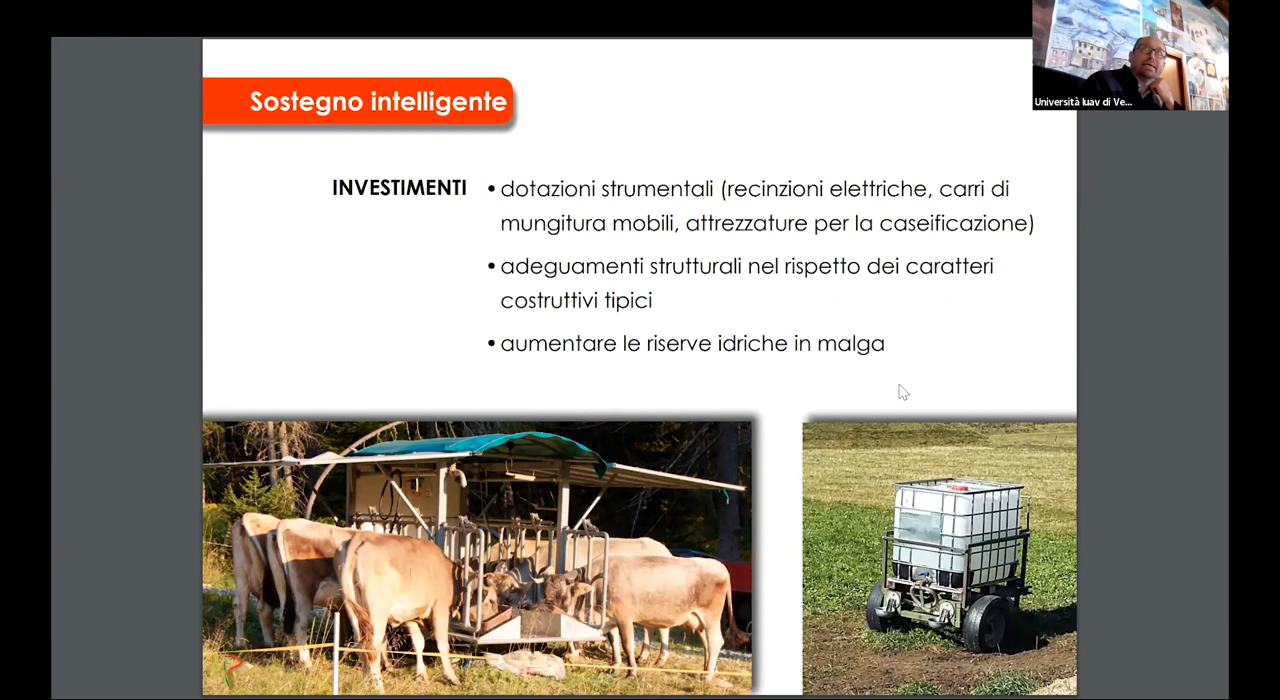 Università Iuav di Ve...
Sostegno intelligente
INVESTIMENTI
• dotazioni strumentali (recinzioni elettriche, carri di
mungitura mobili, attrezzature per la caseificazione)
• adeguamenti strutturali nel rispetto dei caratteri
costruttivi tipici
• aumentare le riserve idriche in malga